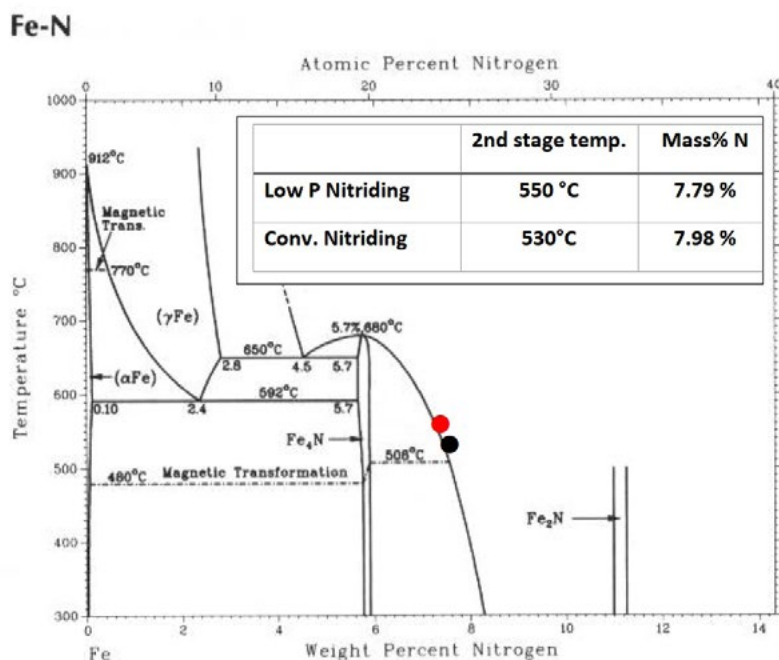 Fe-N
Atomic Percent Nitrogen
0 10 20 30 40
2nd stage temp. Mass% N
Low P Nitriding 550 °C 7.79 %
Conv. Nitriding 530°C 7.98 %
1000
900
800
700
600
500
400
300
Temperature °C
912°C
Magnetic
Trans.
770°C
(γFe)
5.7% 680°C
650°C
2.8 4.5 5.7
(αFe)
592°C
0.10 2.4 5.7
Fe₄N
508°C
480°C Magnetic Transformation
Fe₂N
0 2 4 6 8 10 12 14
Fe Weight Percent Nitrogen